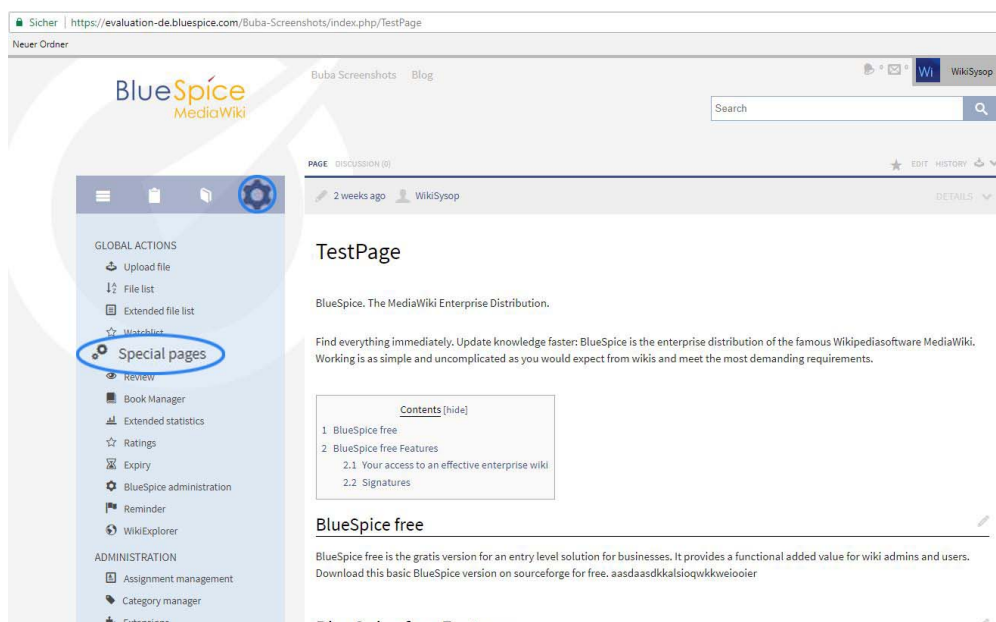 Sicher | https://evaluation-de.bluespice.com/Buba-Screenshots/index.php/TestPage
Neuer Ordner
BlueSpice
MediaWiki
Buba Screenshots Blog
0 0 Wi WikiSysop
Search
PAGE DISCUSSION (0) EDIT HISTORY
2 weeks ago WikiSysop DETAILS
GLOBAL ACTIONS
Upload file
File list
Extended file list
Watchlist
Special pages
Review
Book Manager
Extended statistics
Ratings
Expiry
BlueSpice administration
Reminder
WikiExplorer
ADMINISTRATION
Assignment management
Category manager
Extensions
TestPage
BlueSpice. The MediaWiki Enterprise Distribution.
Find everything immediately. Update knowledge faster: BlueSpice is the enterprise distribution of the famous Wikipediasoftware MediaWiki.
Working is as simple and uncomplicated as you would expect from wikis and meet the most demanding requirements.
Contents [hide]
1 BlueSpice free
2 BlueSpice free Features
2.1 Your access to an effective enterprise wiki
2.2 Signatures
BlueSpice free
BlueSpice free is the gratis version for an entry level solution for businesses. It provides a functional added value for wiki admins and users.
Download this basic BlueSpice version on sourceforge for free. aasdaasdkkalsioqwkkweiooier
BlueSpice free Features